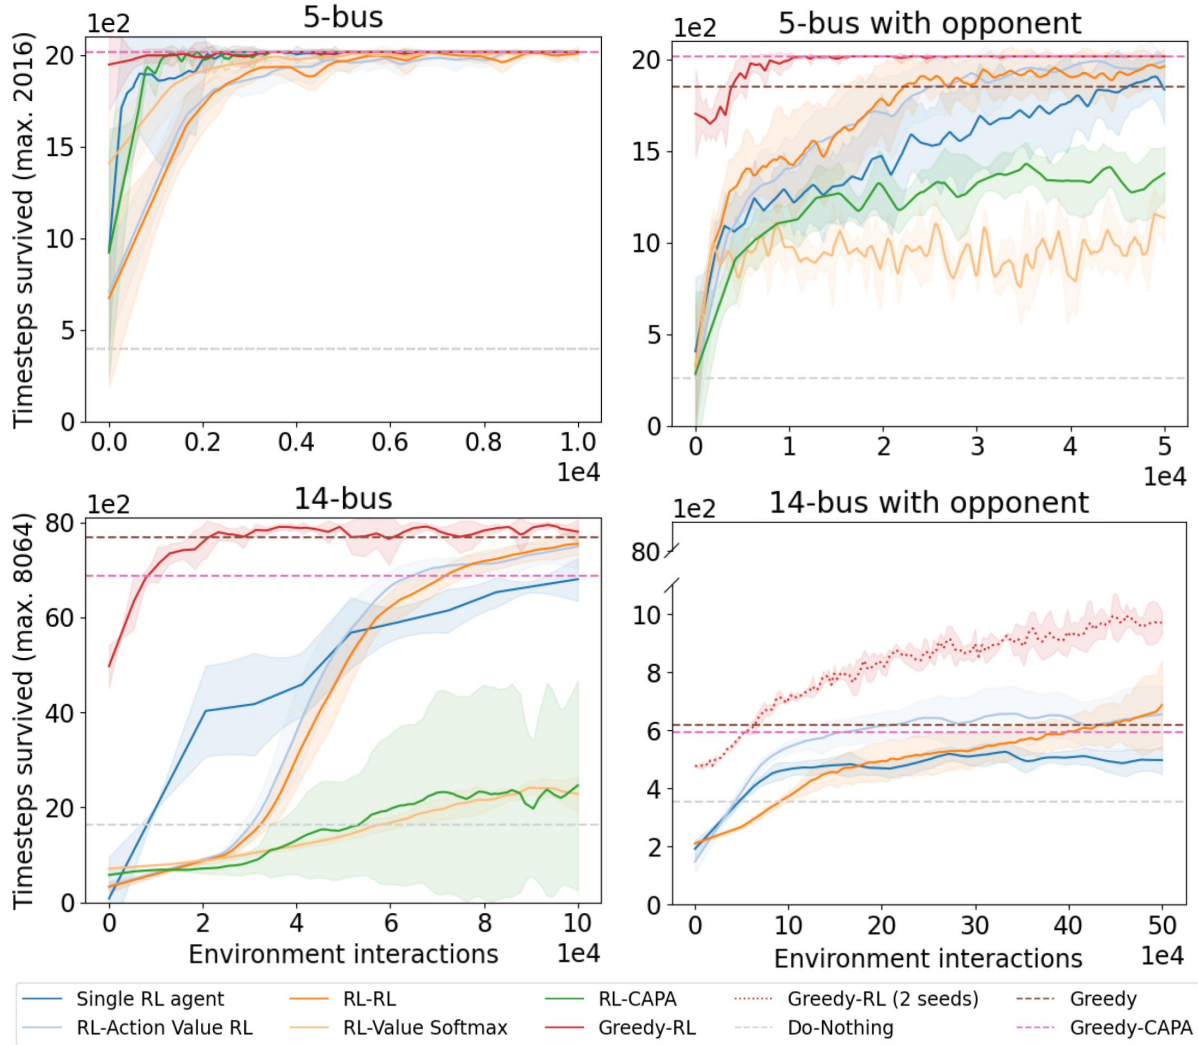 5-bus
1e2
Timesteps survived (max. 2016)
20
15
10
5
0
0.0 0.2 0.4 0.6 0.8 1.0
1e4
5-bus with opponent
1e2
20
15
10
5
0
0 1 2 3 4 5
1e4
14-bus
1e2
Timesteps survived (max. 8064)
80
60
40
20
0
0 2 4 6 8 10
Environment interactions
1e4
14-bus with opponent
1e2
80
10
8
6
4
2
0
0 10 20 30 40 50
Environment interactions
1e4
Single RL agent
RL-Action Value RL
RL-RL
RL-Value Softmax
RL-CAPA
Greedy-RL
Greedy-RL (2 seeds)
Do-Nothing
Greedy
Greedy-CAPA